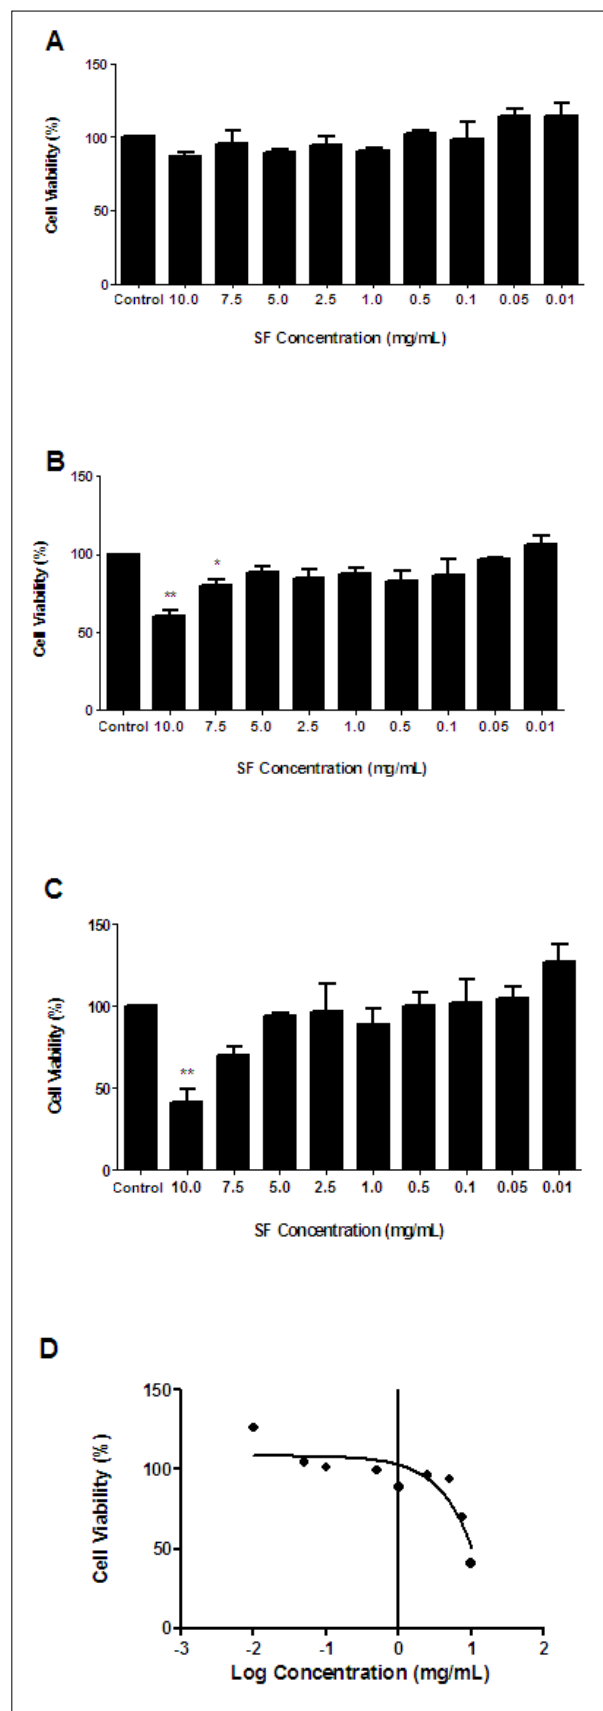 A
150
100
50
0
Cell Viability (%)
Control 10.0 7.5 5.0 2.5 1.0 0.5 0.1 0.05 0.01
SF Concentration (mg/mL)
B
150
100
50
0
Cell Viability (%)
** *
Control 10.0 7.5 5.0 2.5 1.0 0.5 0.1 0.05 0.01
SF Concentration (mg/mL)
C
150
100
50
0
Cell Viability (%)
**
Control 10.0 7.5 5.0 2.5 1.0 0.5 0.1 0.05 0.01
SF Concentration (mg/mL)
D
150
100
50
0
Cell Viability (%)
-3 -2 -1 0 1 2
Log Concentration (mg/mL)